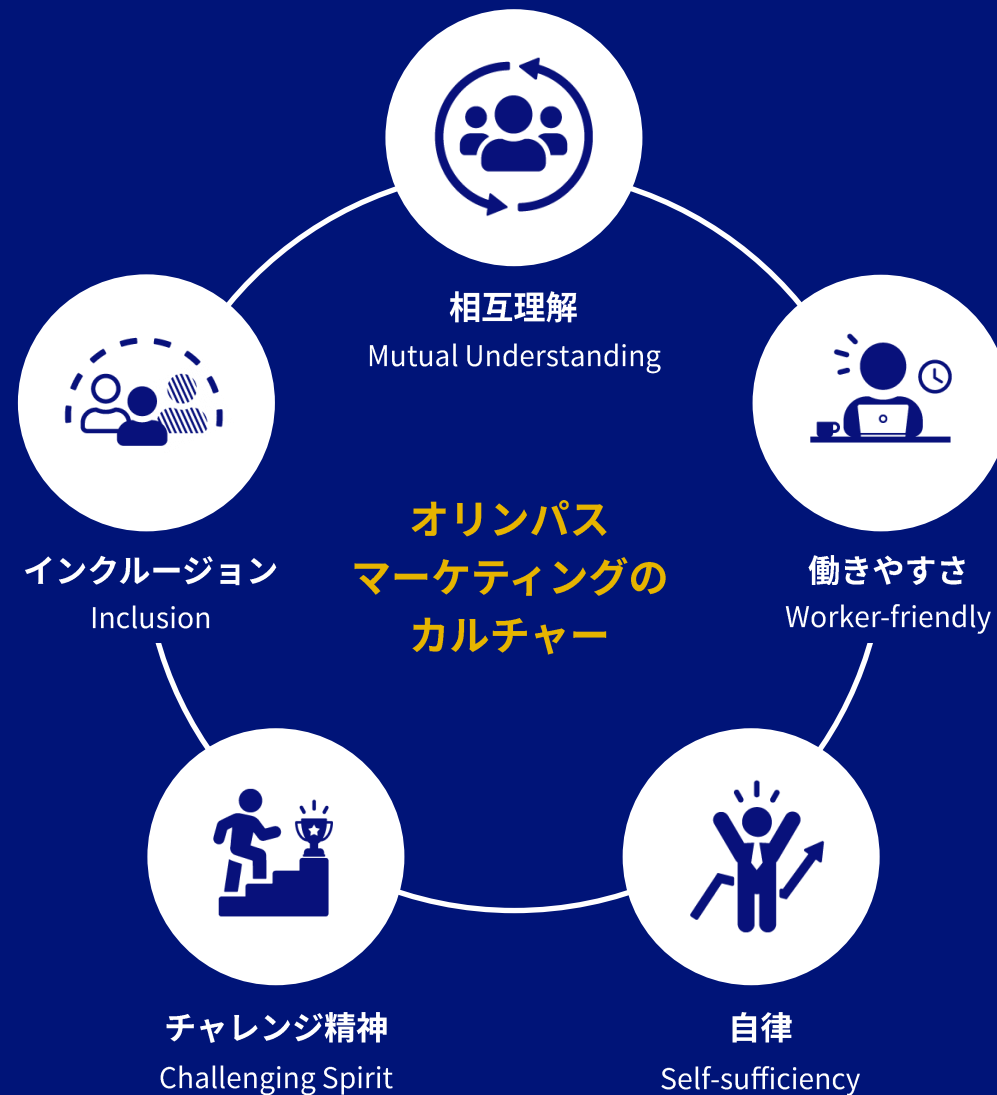 相互理解
Mutual Understanding
インクルージョン
Inclusion
働きやすさ
Worker-friendly
オリンパス
マーケティングの
カルチャー
チャレンジ精神
Challenging Spirit
自律
Self-sufficiency